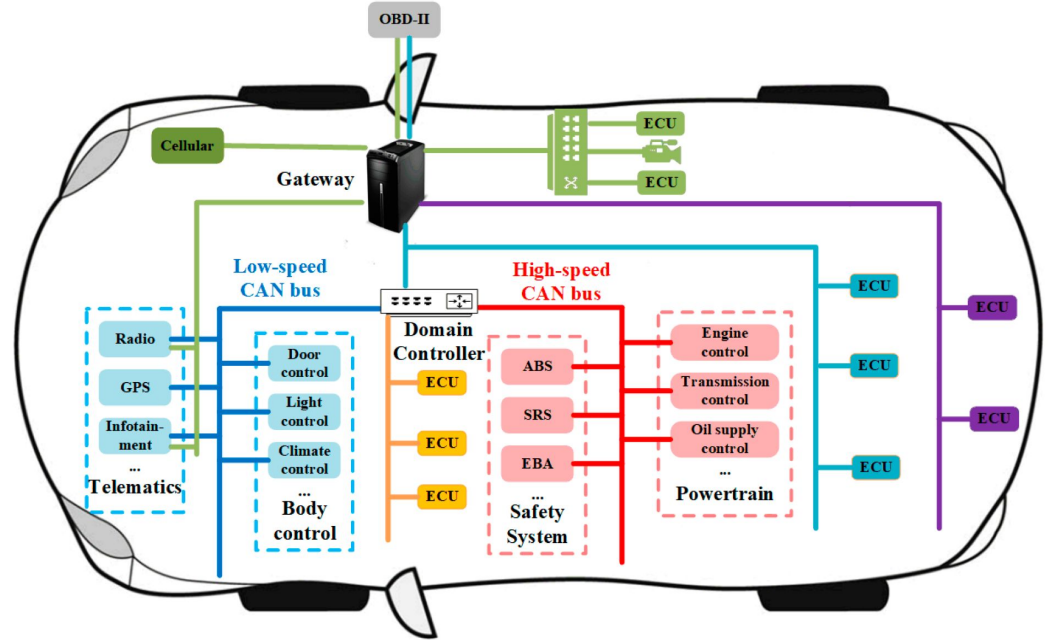 OBD-II
Cellular
Gateway
ECU
ECU
Low-speed
CAN bus
High-speed
CAN bus
Domain
Controller
Radio
GPS
Infotain-
ment
...
Telematics
Door
control
Light
control
Climate
control
...
Body
control
ECU
ECU
ECU
ABS
SRS
EBA
...
Safety
System
Engine
control
Transmission
control
Oil supply
control
...
Powertrain
ECU
ECU
ECU
ECU
ECU